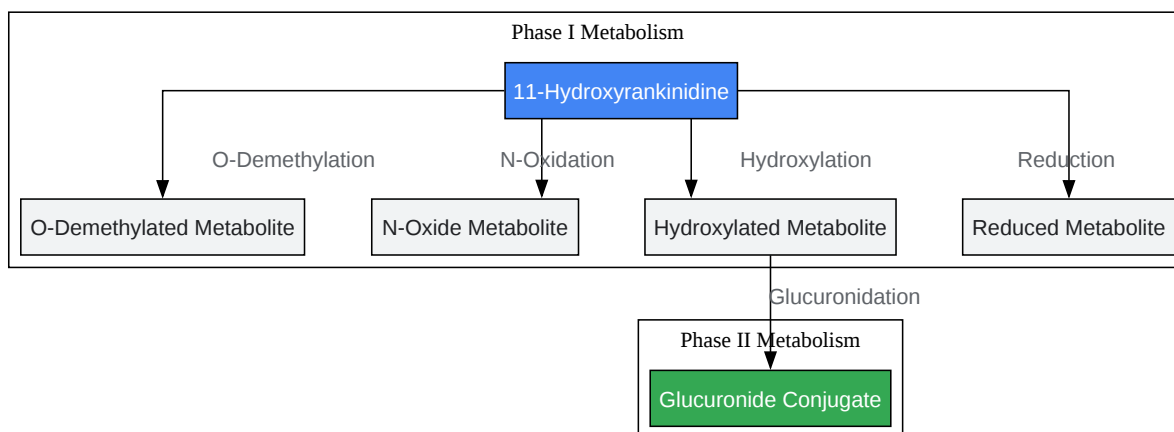 Phase I Metabolism
11-Hydroxyrankinidine
O-Demethylation
N-Oxidation
Hydroxylation
Reduction
O-Demethylated Metabolite
N-Oxide Metabolite
Hydroxylated Metabolite
Reduced Metabolite
Glucuronidation
Phase II Metabolism
Glucuronide Conjugate